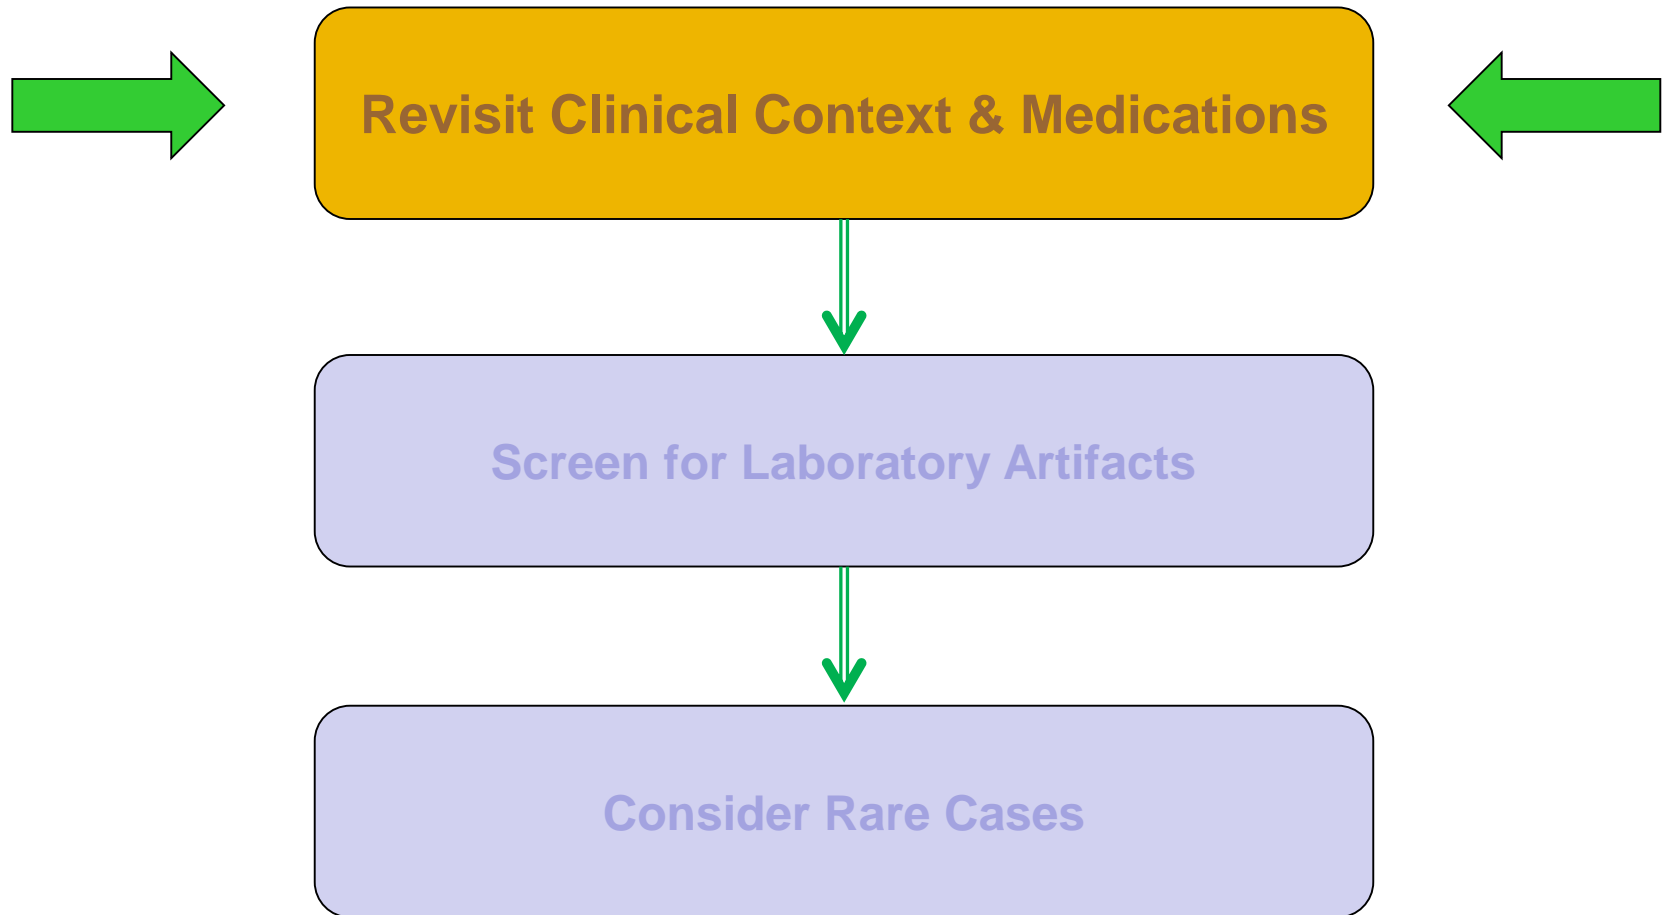 Revisit Clinical Context & Medications
Screen for Laboratory Artifacts
Consider Rare Cases